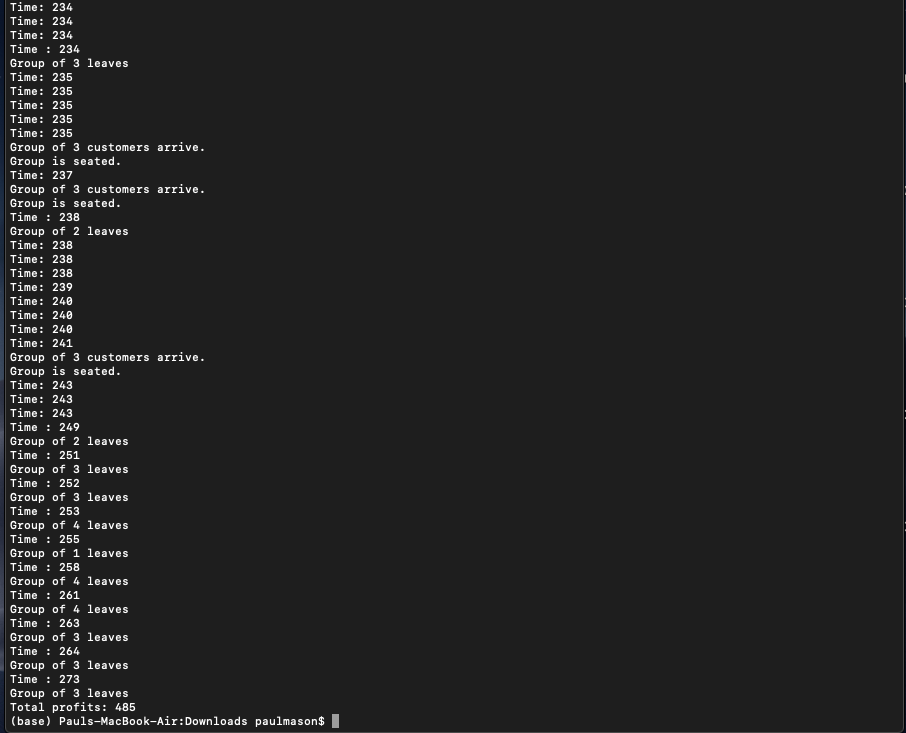 Time: 234
Time: 234
Time: 234
Time : 234
Group of 3 leaves
Time: 235
Time: 235
Time: 235
Time: 235
Time: 235
Group of 3 customers arrive.
Group is seated.
Time: 237
Group of 3 customers arrive.
Group is seated.
Time : 238
Group of 2 leaves
Time: 238
Time: 238
Time: 238
Time: 239
Time: 240
Time: 240
Time: 240
Time: 241
Group of 3 customers arrive.
Group is seated.
Time: 243
Time: 243
Time: 243
Time : 249
Group of 2 leaves
Time : 251
Group of 3 leaves
Time : 252
Group of 3 leaves
Time : 253
Group of 4 leaves
Time : 255
Group of 1 leaves
Time : 258
Group of 4 leaves
Time : 261
Group of 4 leaves
Time : 263
Group of 3 leaves
Time : 264
Group of 3 leaves
Time : 273
Group of 3 leaves
Total profits: 485
(base) Pauls-MacBook-Air:Downloads paulmason$